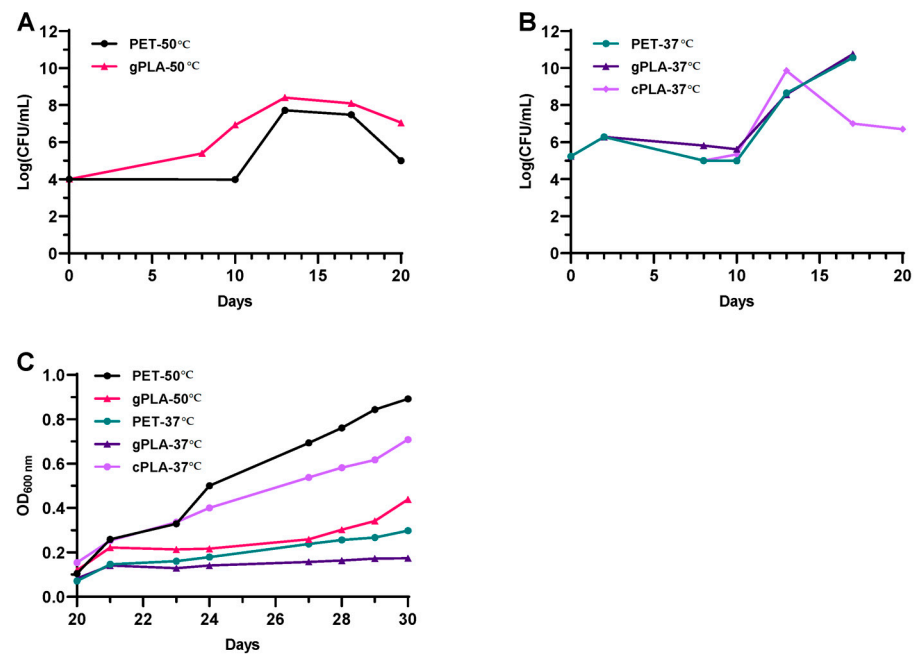 A
PET-50°C
gPLA-50°C
12
10
8
6
4
2
0
Log(CFU/mL)
0 5 10 15 20
Days
B
PET-37°C
gPLA-37°C
cPLA-37°C
12
10
8
6
4
2
0
Log(CFU/mL)
0 5 10 15 20
Days
C
PET-50°C
gPLA-50°C
PET-37°C
gPLA-37°C
cPLA-37°C
1.0
0.8
0.6
0.4
0.2
0.0
OD600 nm
20 22 24 26 28 30
Days